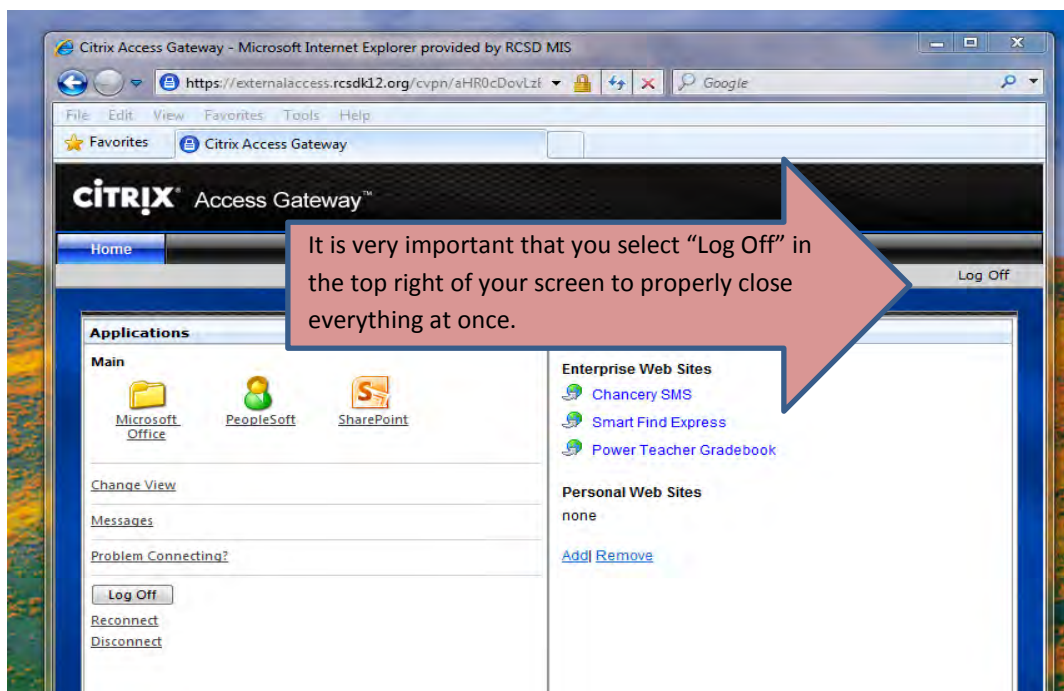 Citrix Access Gateway - Microsoft Internet Explorer provided by RCSD MIS
https://externalaccess.rcsdk12.org/cvpn/aHR0cDovLzE
Google
File Edit View Favorites Tools Help
Favorites
Citrix Access Gateway
CİTRIX Access Gateway™
Home
It is very important that you select “Log Off” in
the top right of your screen to properly close
everything at once.
Log Off
Applications
Main
Microsoft
Office
PeopleSoft
SharePoint
Change View
Messages
Problem Connecting?
Log Off
Reconnect
Disconnect
Enterprise Web Sites
Chancery SMS
Smart Find Express
Power Teacher Gradebook
Personal Web Sites
none
Add| Remove